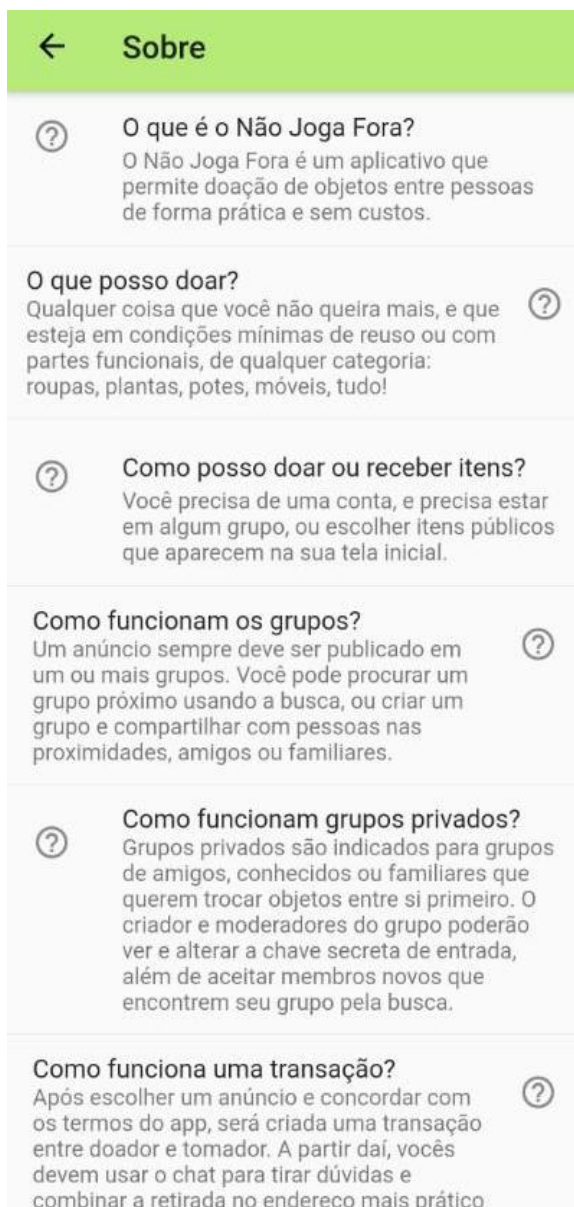 Sobre
O que é o Não Joga Fora?
O Não Joga Fora é um aplicativo que
permite doação de objetos entre pessoas
de forma prática e sem custos.
O que posso doar?
Qualquer coisa que você não queira mais, e que
esteja em condições mínimas de reuso ou com
partes funcionais, de qualquer categoria:
roupas, plantas, potes, móveis, tudo!
Como posso doar ou receber itens?
Você precisa de uma conta, e precisa estar
em algum grupo, ou escolher itens públicos
que aparecem na sua tela inicial.
Como funcionam os grupos?
Um anúncio sempre deve ser publicado em
um ou mais grupos. Você pode procurar um
grupo próximo usando a busca, ou criar um
grupo e compartilhar com pessoas nas
proximidades, amigos ou familiares.
Como funcionam grupos privados?
Grupos privados são indicados para grupos
de amigos, conhecidos ou familiares que
querem trocar objetos entre si primeiro. O
criador e moderadores do grupo poderão
ver e alterar a chave secreta de entrada,
além de aceitar membros novos que
encontrem seu grupo pela busca.
Como funciona uma transação?
Após escolher um anúncio e concordar com
os termos do app, será criada uma transação
entre doador e tomador. A partir daí, vocês
devem usar o chat para tirar dúvidas e
combinar a retirada no endereço mais prático